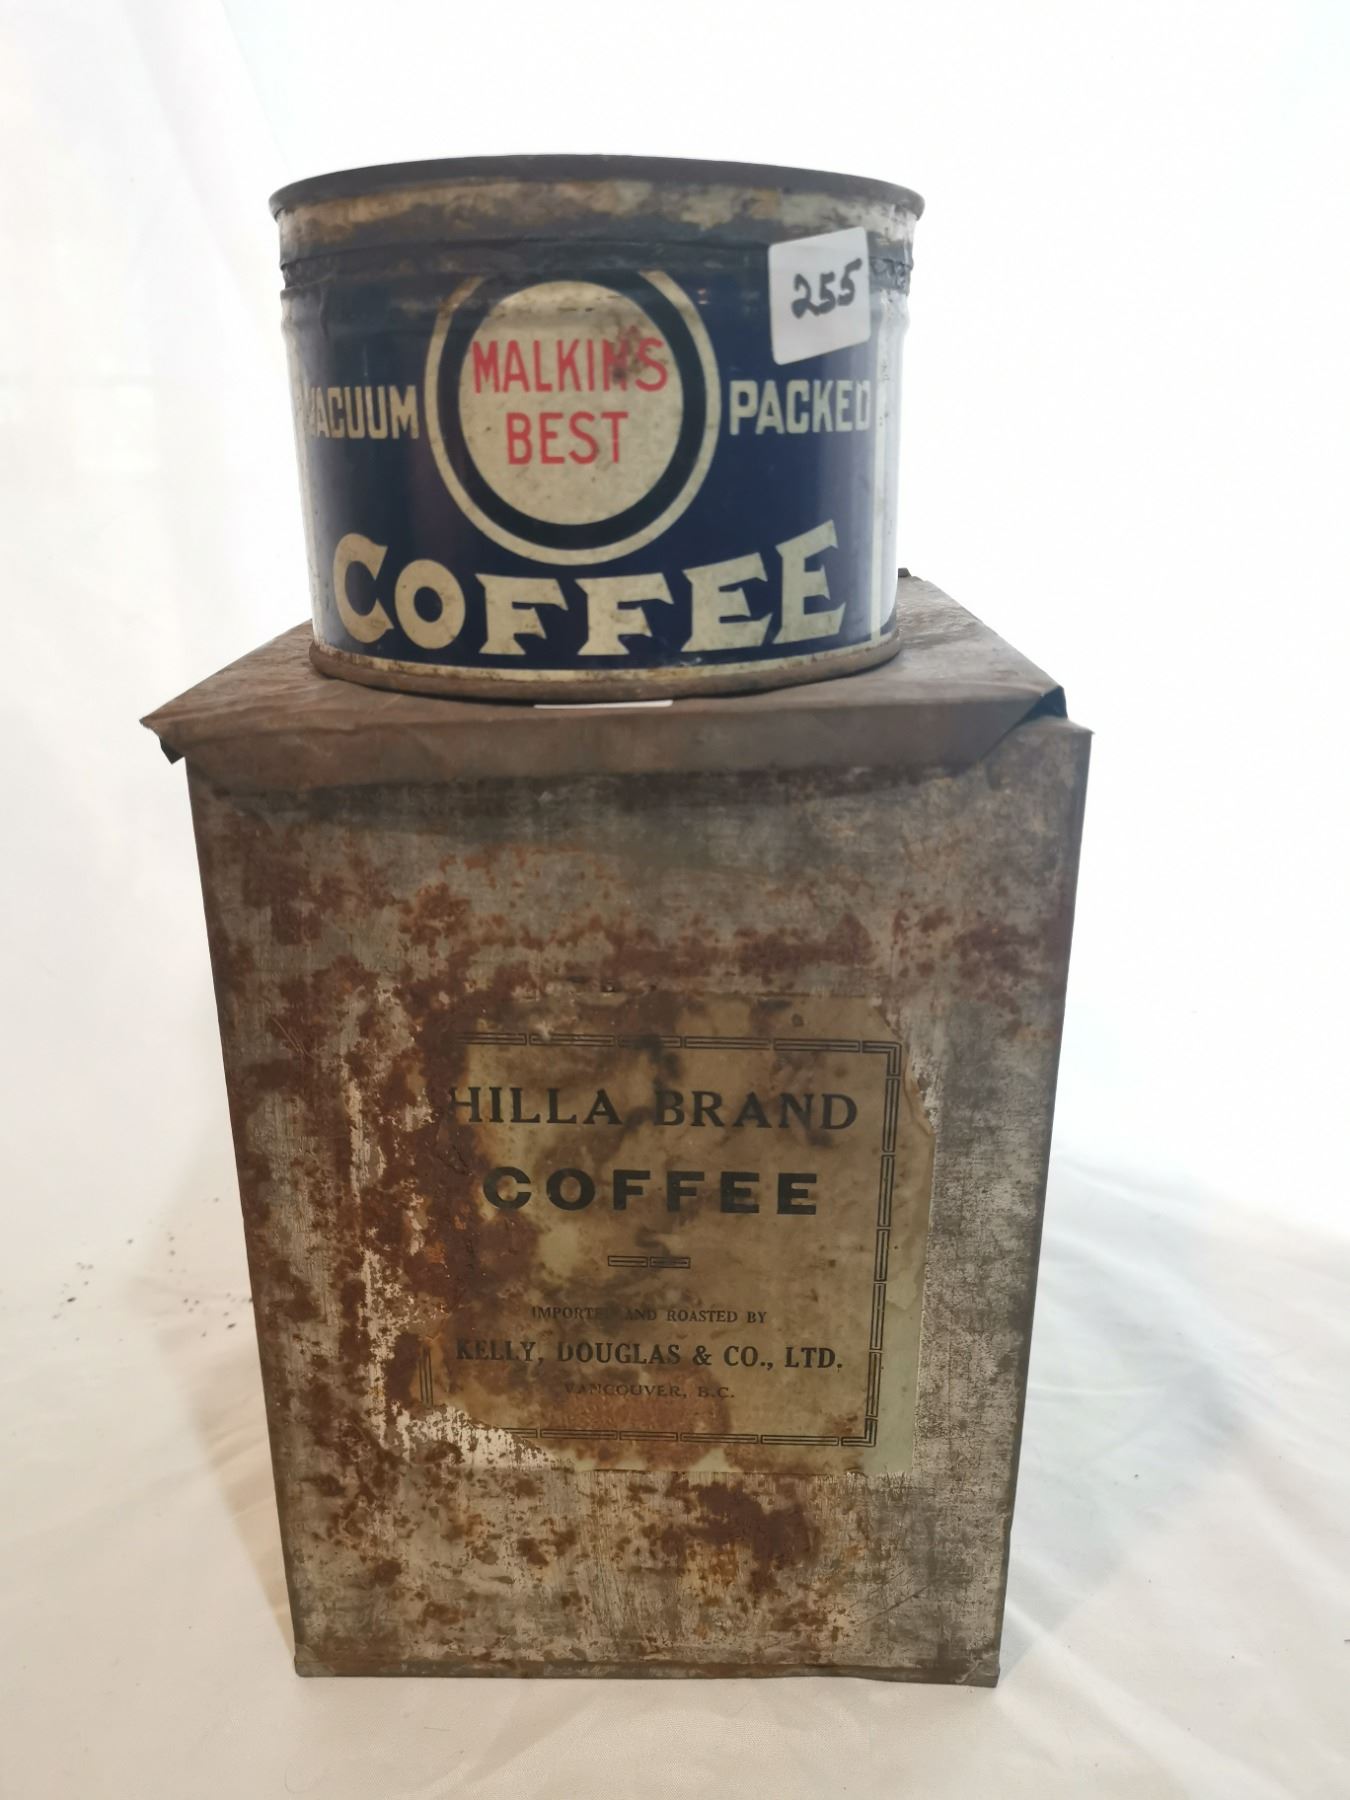 255
MALKIN'S
BEST
VACUUM PACKED
COFFEE
HILLA BRAND
COFFEE
IMPORTED AND ROASTED BY
KELLY, DOUGLAS & CO., LTD.
VANCOUVER, B.C.